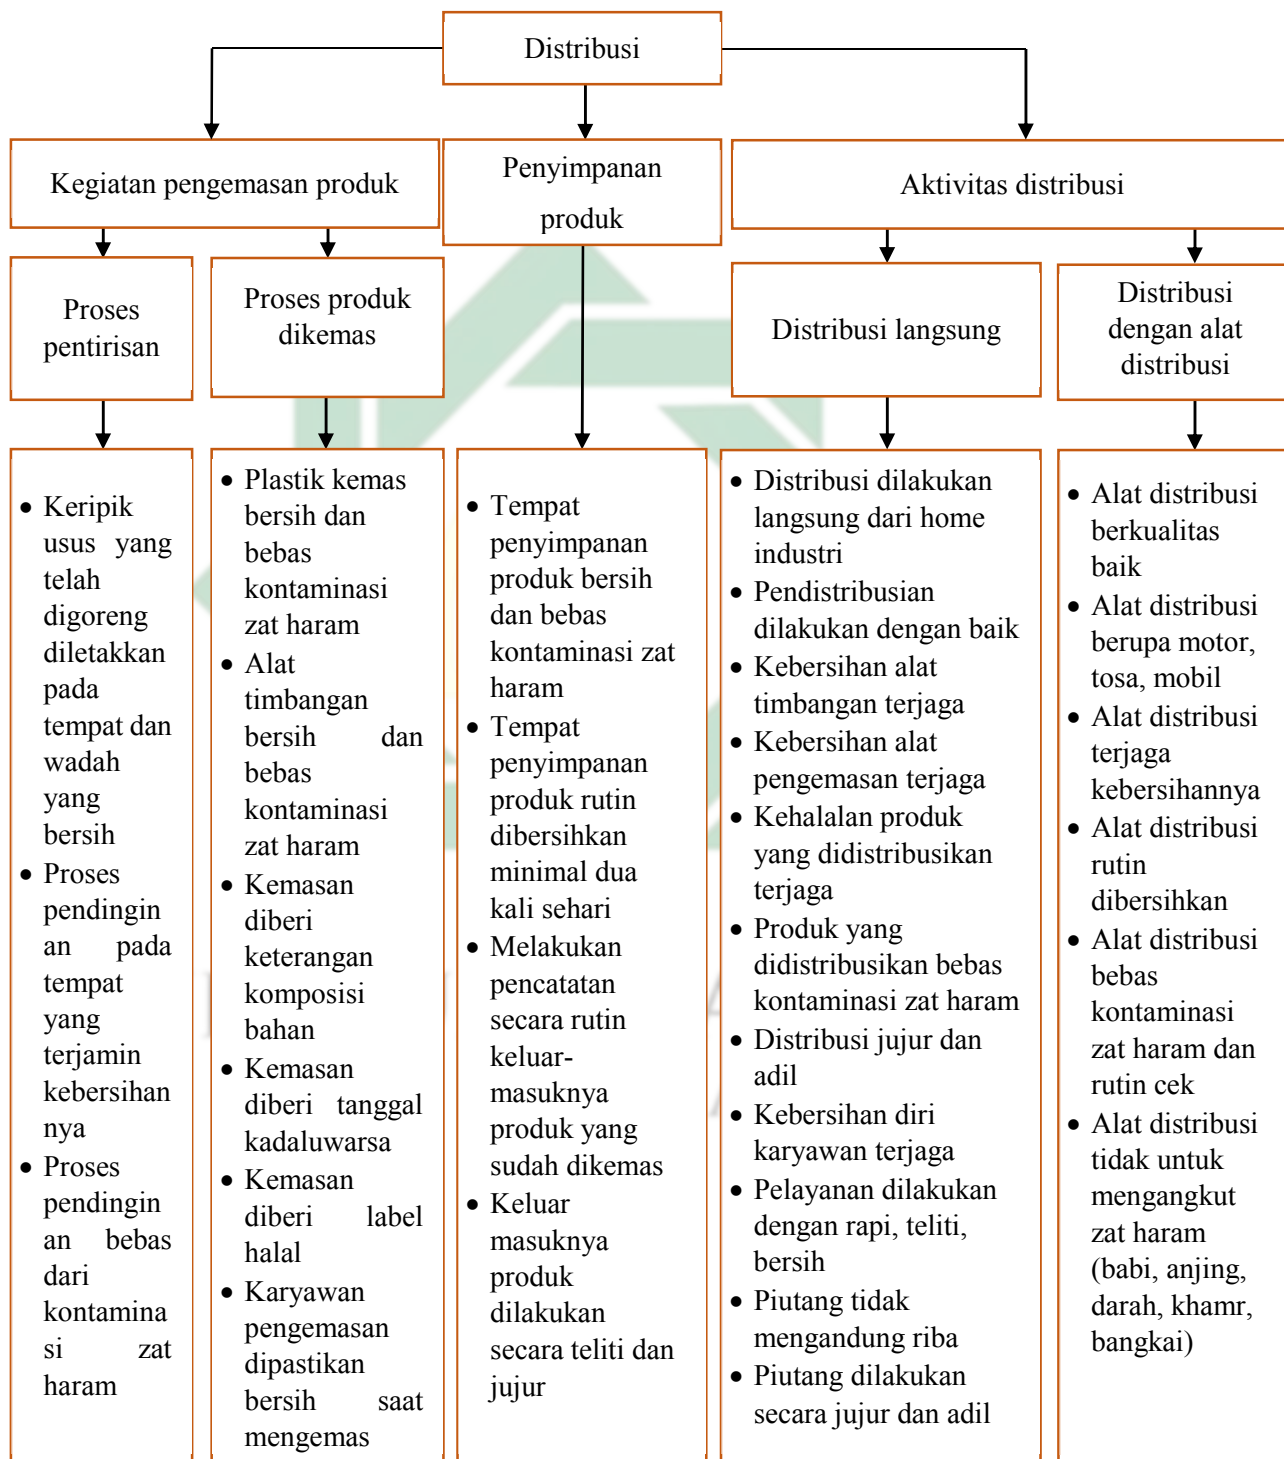 Distribusi
Kegiatan pengemasan produk
Penyimpanan
produk
Aktivitas distribusi
Proses
pentirisan
Proses produk
dikemas
Distribusi langsung
Distribusi
dengan alat
distribusi
• Keripik
usus yang
telah
digoreng
diletakkan
pada
tempat dan
wadah
yang
bersih
• Proses
pendingin
an pada
tempat
yang
terjamin
kebersihan
nya
• Proses
pendingin
an bebas
dari
kontamina
si zat
haram
• Plastik kemas
bersih dan
bebas
kontaminasi
zat haram
• Alat
timbangan
bersih dan
bebas
kontaminasi
zat haram
• Kemasan
diberi
keterangan
komposisi
bahan
• Kemasan
diberi tanggal
kadaluwarsa
• Kemasan
diberi label
halal
• Karyawan
pengemasan
dipastikan
bersih saat
mengemas
• Tempat
penyimpanan
produk bersih
dan bebas
kontaminasi zat
haram
• Tempat
penyimpanan
produk rutin
dibersihkan
minimal dua
kali sehari
• Melakukan
pencatatan
secara rutin
keluar-
masuknya
produk yang
sudah dikemas
• Keluar
masuknya
produk
dilakukan
secara teliti dan
jujur
• Distribusi dilakukan
langsung dari home
industri
• Pendistribusian
dilakukan dengan baik
• Kebersihan alat
timbangan terjaga
• Kebersihan alat
pengemasan terjaga
• Kehalalan produk
yang didistribusikan
terjaga
• Produk yang
didistribusikan bebas
kontaminasi zat haram
• Distribusi jujur dan
adil
• Kebersihan diri
karyawan terjaga
• Pelayanan dilakukan
dengan rapi, teliti,
bersih
• Piutang tidak
mengandung riba
• Piutang dilakukan
secara jujur dan adil
• Alat distribusi
berkualitas
baik
• Alat distribusi
berupa motor,
tosa, mobil
• Alat distribusi
terjaga
kebersihannya
• Alat distribusi
rutin
dibersihkan
• Alat distribusi
bebas
kontaminasi
zat haram dan
rutin cek
• Alat distribusi
tidak untuk
mengangkut
zat haram
(babi, anjing,
darah, khamr,
bangkai)